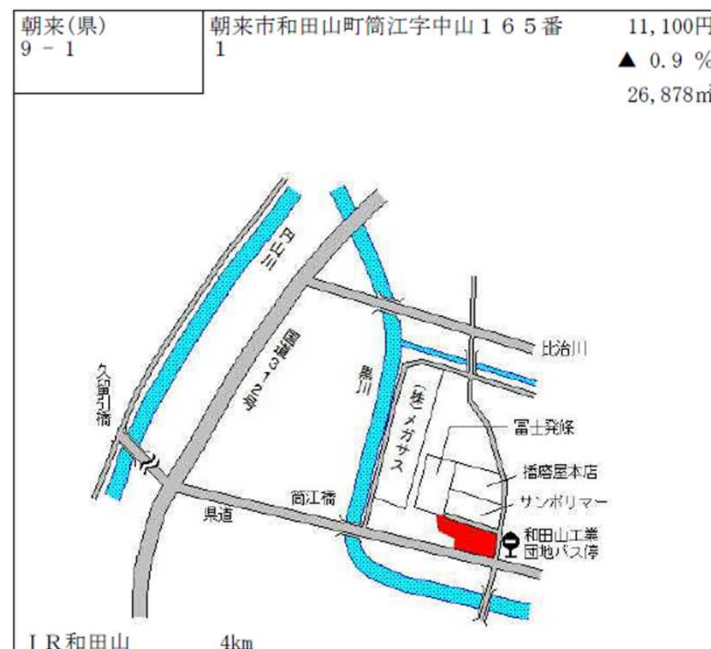 朝来(県)
9 - 1
朝来市和田山町筒江字中山１６５番
1
11,100円
▲ 0.9 %
26,878㎡
円山川
国道312号
久留引橋
県道
筒江橋
黒川
(株)メガサス
比治川
冨士発條
播磨屋本店
サンポリマー
和田山工業
団地バス停
ＪＲ和田山
4km